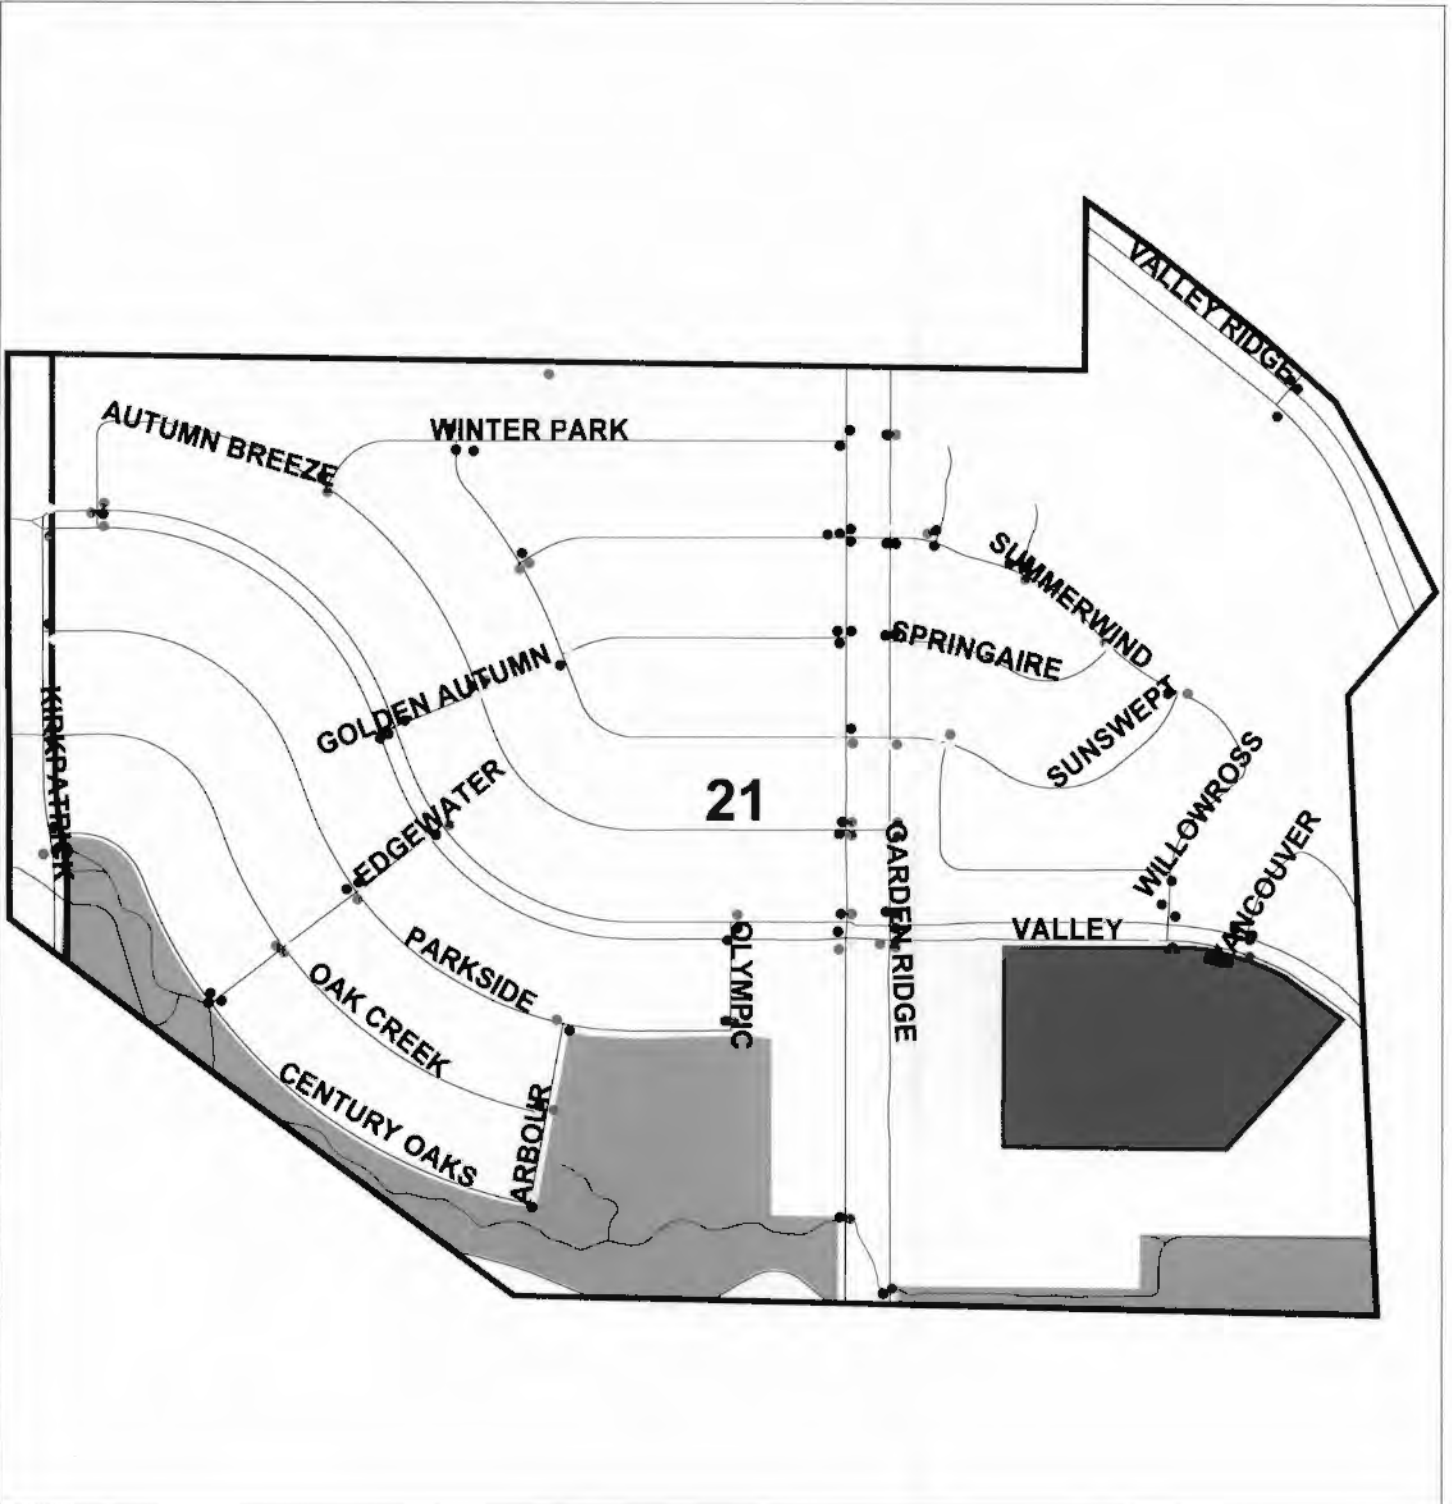 VALLEY RIDGE
AUTUMN BREEZE
WINTER PARK
SUMMERWIND
SPRINGAIRE
GOLDEN AUTUMN
SUNSWEPT
KIRKPATRICK
EDGEWATER
21
WILLOWROSS
VANCOUVER
GARDEN RIDGE
VALLEY
OLYMPIC
PARKSIDE
OAK CREEK
CENTURY OAKS
ARBOUR